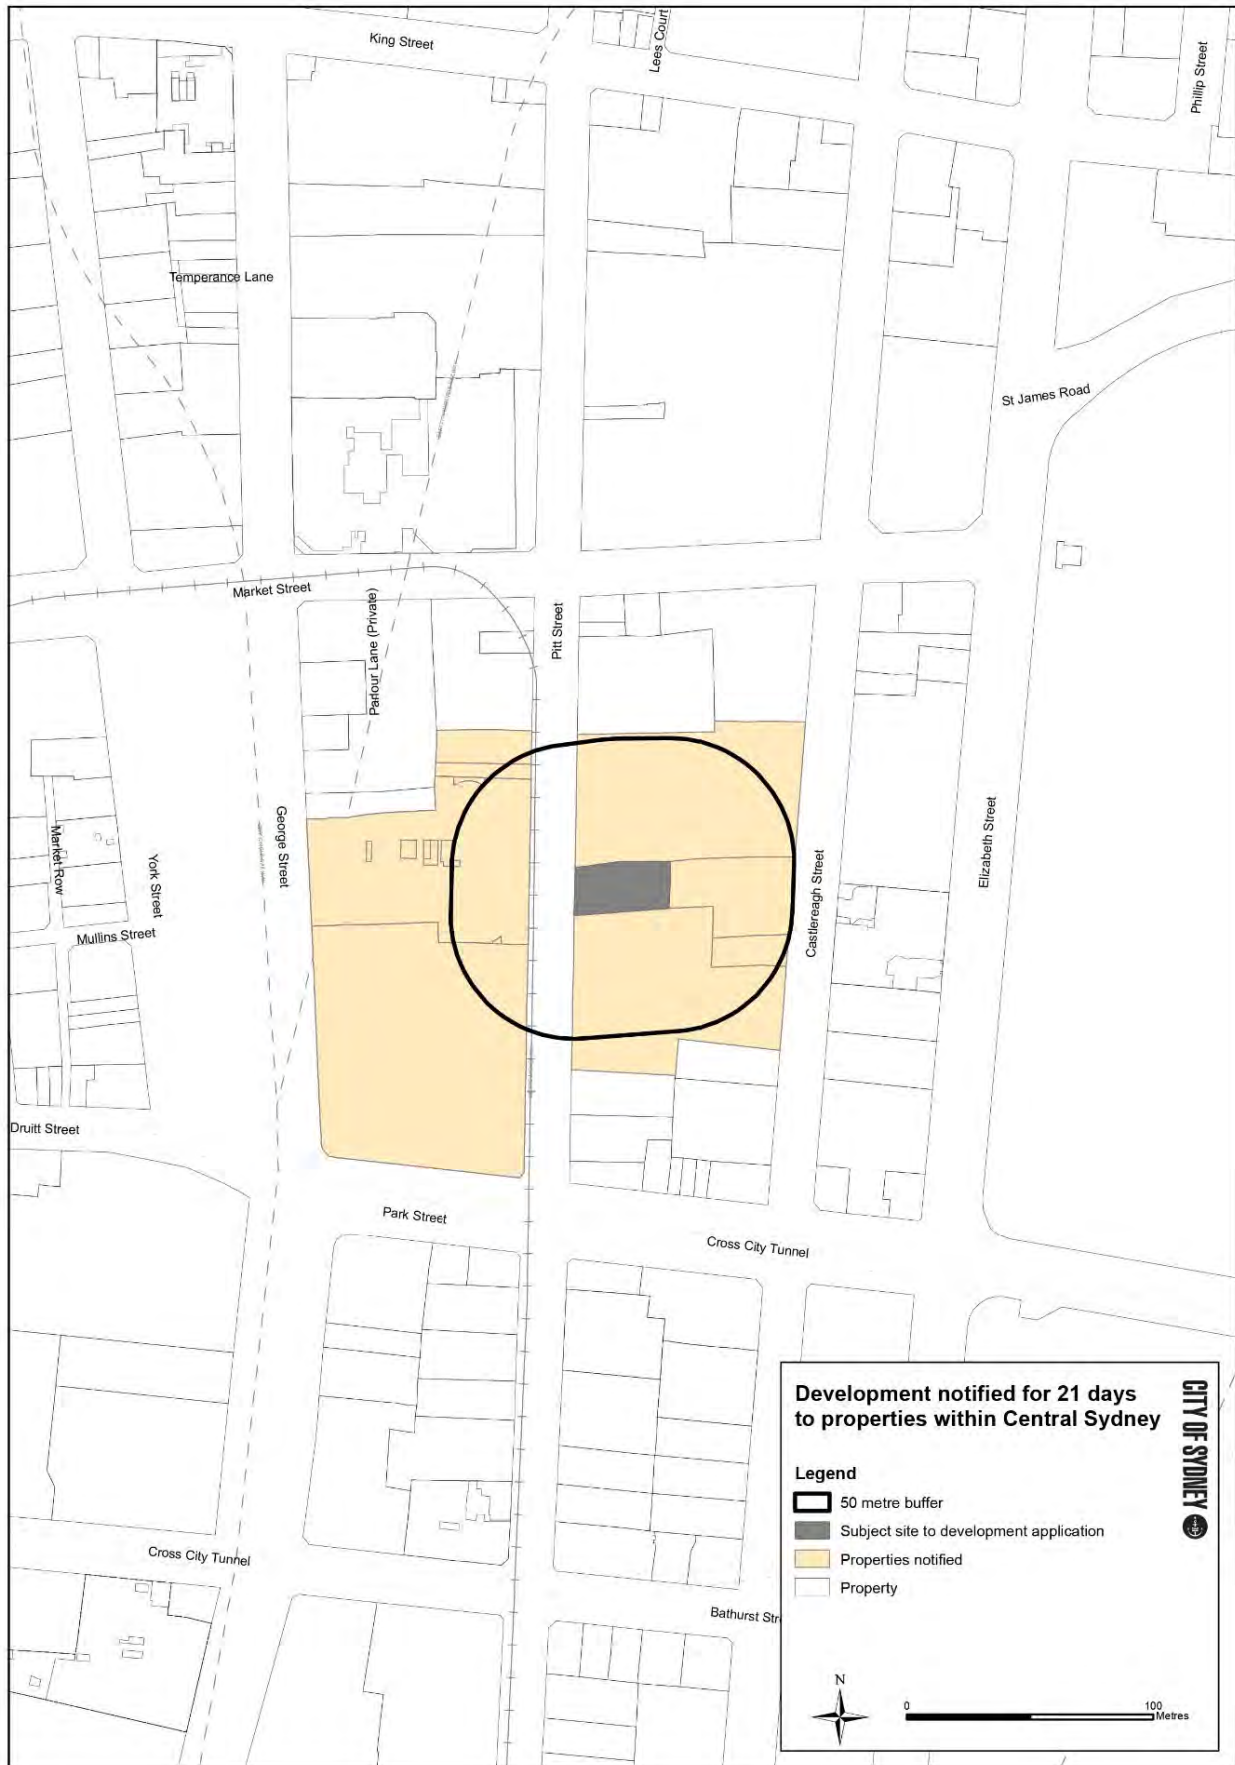 King Street
Lees Court
Phillip Street
Temperance Lane
St James Road
Market Street
Parlour Lane (Private)
Pitt Street
George Street
Castlereagh Street
Elizabeth Street
Market Row
York Street
Mullins Street
Druitt Street
Park Street
Cross City Tunnel
Cross City Tunnel
Bathurst Str
Development notified for 21 days
to properties within Central Sydney
CITY OF SYDNEY
Legend
50 metre buffer
Subject site to development application
Properties notified
Property
N
0
100
Metres